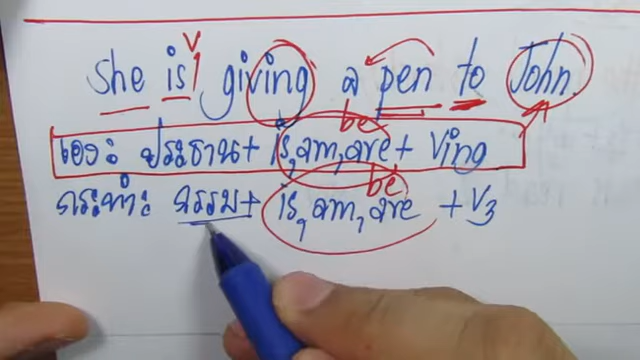 V
She is giving a pen to John.
be
เอง: ประธาน + is, am, are + Ving
be
กระทำ: กรรม + is, am, are + V3